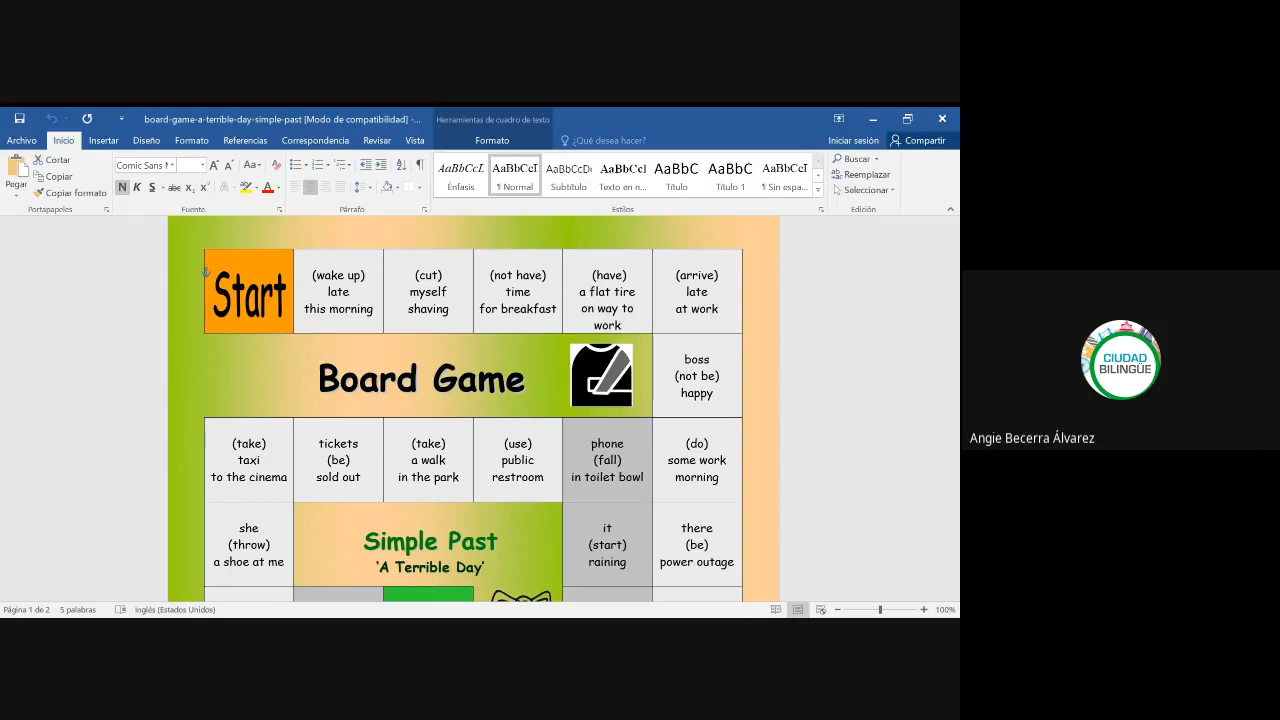 board-game-a-terrible-day-simple-past [Modo de compatibilidad] -...
Herramientas de cuadro de texto
Archivo
Inicio
Insertar
Diseño
Formato
Referencias
Correspondencia
Revisar
Vista
Formato
¿Qué desea hacer?
Iniciar sesión
Compartir
Pegar
Cortar
Copiar
Copiar formato
Portapapeles
Comic Sans M
N K S abc x₂ x²
Aa
Fuente
Párrafo
AaBbCcI
Énfasis
AaBbCcI
¶ Normal
AaBbCcDc
Subtítulo
AaBbCcI
Texto en n...
AaBbC
Título
AaBbC
Título 1
AaBbCcI
¶ Sin espa...
Estilos
Buscar
Reemplazar
Seleccionar
Edición
Start
(wake up)
late
this morning
(cut)
myself
shaving
(not have)
time
for breakfast
(have)
a flat tire
on way to
work
(arrive)
late
at work
Board Game
boss
(not be)
happy
(take)
taxi
to the cinema
tickets
(be)
sold out
(take)
a walk
in the park
(use)
public
restroom
phone
(fall)
in toilet bowl
(do)
some work
morning
she
(throw)
a shoe at me
Simple Past
‘A Terrible Day’
it
(start)
raining
there
(be)
power outage
Página 1 de 2
5 palabras
Inglés (Estados Unidos)
100%
CIUDAD
BILINGÜE
Angie Becerra Álvarez